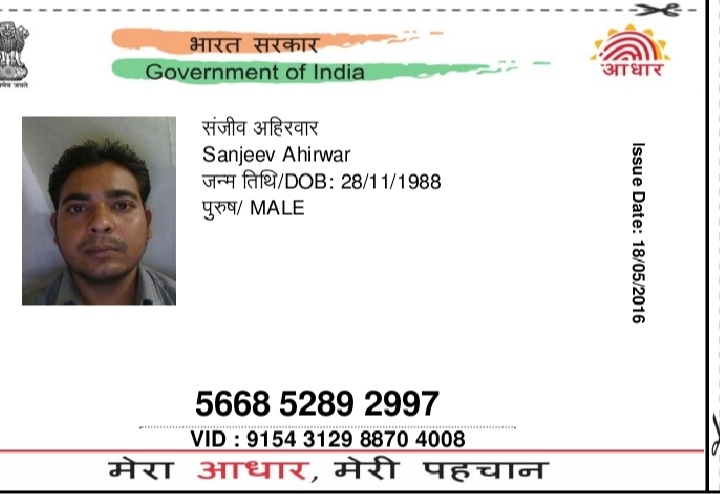 भारत सरकार
Government of India
आधार
संजीव अहिरवार
Sanjeev Ahirwar
जन्म तिथि/DOB: 28/11/1988
पुरुष/ MALE
Issue Date: 18/05/2016
5668 5289 2997
VID : 9154 3129 8870 4008
मेरा आधार, मेरी पहचान